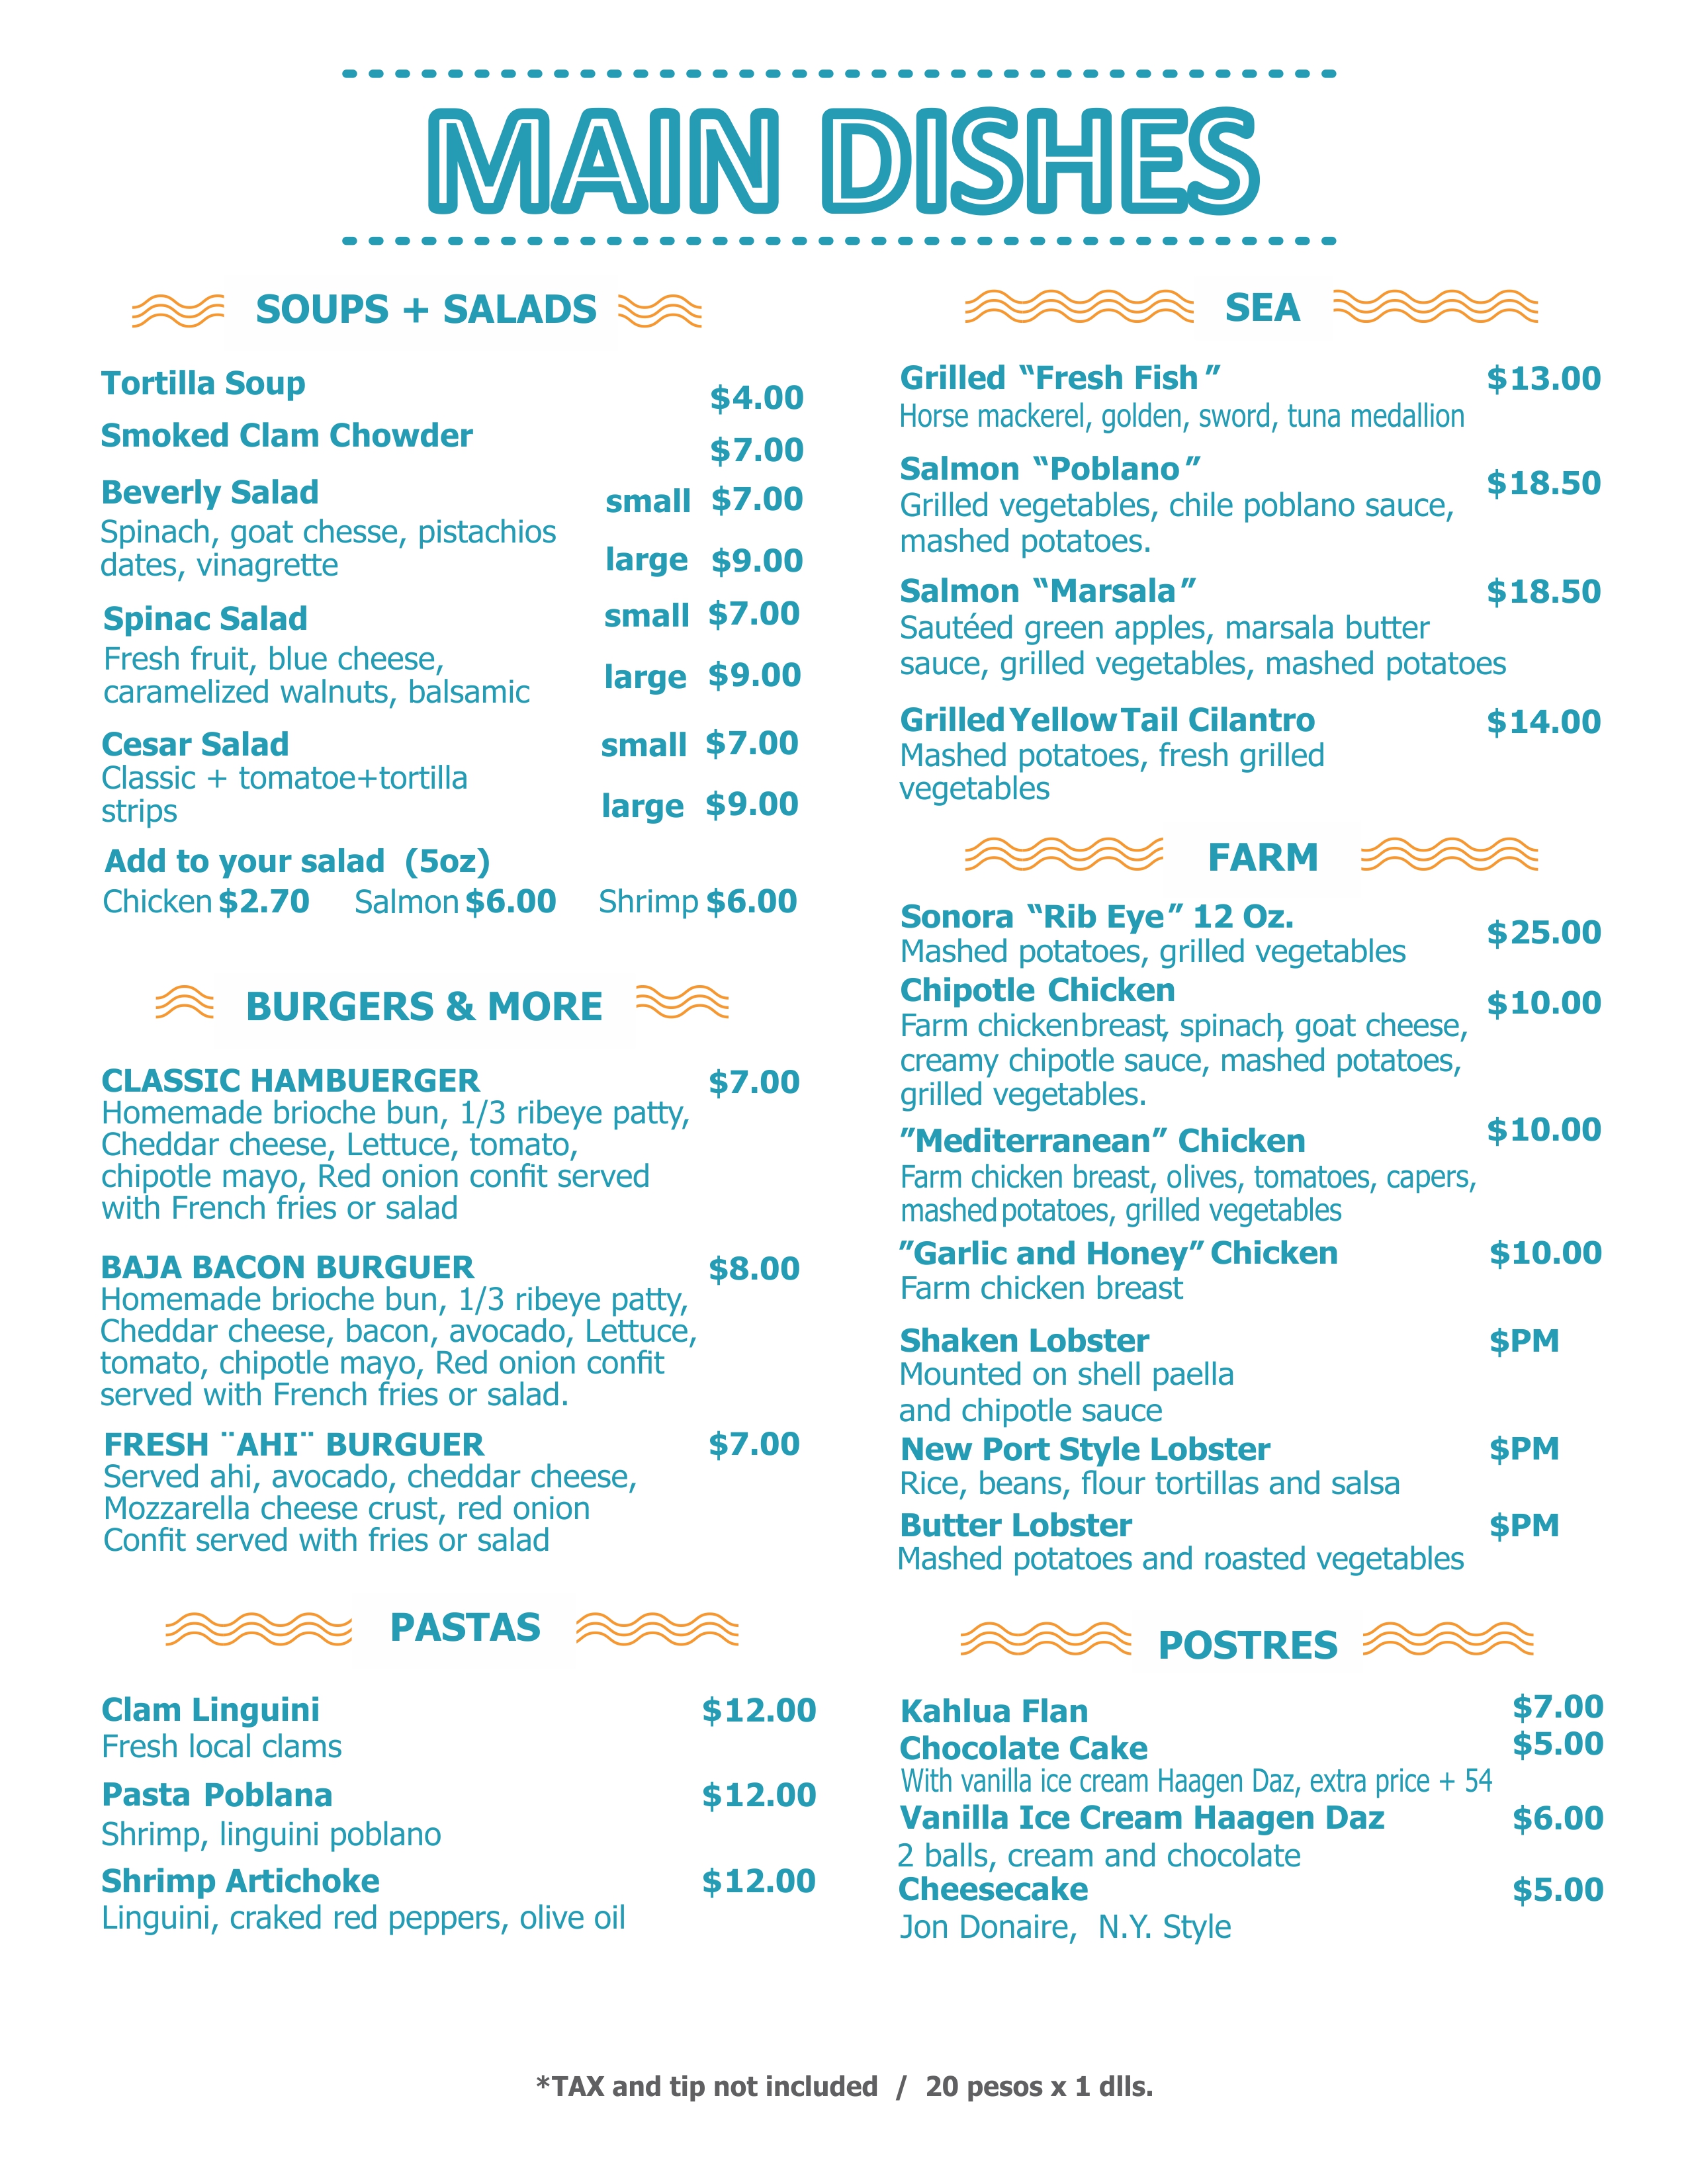 MAIN DISHES
SOUPS + SALADS
Tortilla Soup $4.00
Smoked Clam Chowder $7.00
Beverly Salad small $7.00
Spinach, goat chesse, pistachios
dates, vinagrette large $9.00
Spinac Salad small $7.00
Fresh fruit, blue cheese,
caramelized walnuts, balsamic large $9.00
Cesar Salad small $7.00
Classic + tomatoe+tortilla
strips large $9.00
Add to your salad (5oz)
Chicken $2.70 Salmon $6.00 Shrimp $6.00
BURGERS & MORE
CLASSIC HAMBUERGER $7.00
Homemade brioche bun, 1/3 ribeye patty,
Cheddar cheese, Lettuce, tomato,
chipotle mayo, Red onion confit served
with French fries or salad
BAJA BACON BURGUER $8.00
Homemade brioche bun, 1/3 ribeye patty,
Cheddar cheese, bacon, avocado, Lettuce,
tomato, chipotle mayo, Red onion confit
served with French fries or salad.
FRESH ¨AHI¨ BURGUER $7.00
Served ahi, avocado, cheddar cheese,
Mozzarella cheese crust, red onion
Confit served with fries or salad
PASTAS
Clam Linguini $12.00
Fresh local clams
Pasta Poblana $12.00
Shrimp, linguini poblano
Shrimp Artichoke $12.00
Linguini, craked red peppers, olive oil
SEA
Grilled “Fresh Fish” $13.00
Horse mackerel, golden, sword, tuna medallion
Salmon “Poblano” $18.50
Grilled vegetables, chile poblano sauce,
mashed potatoes.
Salmon “Marsala” $18.50
Sautéed green apples, marsala butter
sauce, grilled vegetables, mashed potatoes
Grilled Yellow Tail Cilantro $14.00
Mashed potatoes, fresh grilled
vegetables
FARM
Sonora “Rib Eye” 12 Oz. $25.00
Mashed potatoes, grilled vegetables
Chipotle Chicken $10.00
Farm chickenbreast, spinach, goat cheese,
creamy chipotle sauce, mashed potatoes,
grilled vegetables.
”Mediterranean” Chicken $10.00
Farm chicken breast, olives, tomatoes, capers,
mashed potatoes, grilled vegetables
”Garlic and Honey” Chicken $10.00
Farm chicken breast
Shaken Lobster $PM
Mounted on shell paella
and chipotle sauce
New Port Style Lobster $PM
Rice, beans, flour tortillas and salsa
Butter Lobster $PM
Mashed potatoes and roasted vegetables
POSTRES
Kahlua Flan $7.00
Chocolate Cake $5.00
With vanilla ice cream Haagen Daz, extra price + 54
Vanilla Ice Cream Haagen Daz $6.00
2 balls, cream and chocolate
Cheesecake $5.00
Jon Donaire, N.Y. Style
*TAX and tip not included / 20 pesos x 1 dlls.